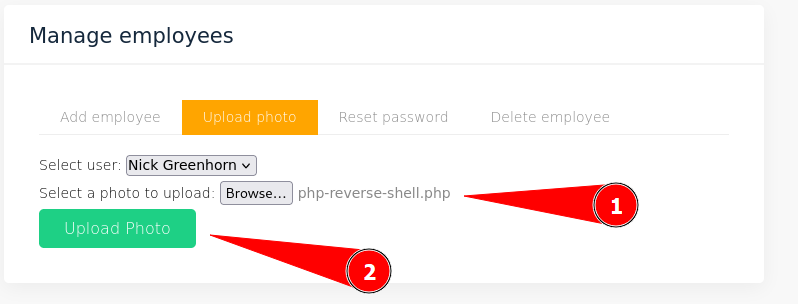 Manage employees
Add employee Upload photo Reset password Delete employee
Select user: Nick Greenhorn
Select a photo to upload: Browse... php-reverse-shell.php
1
Upload Photo
2